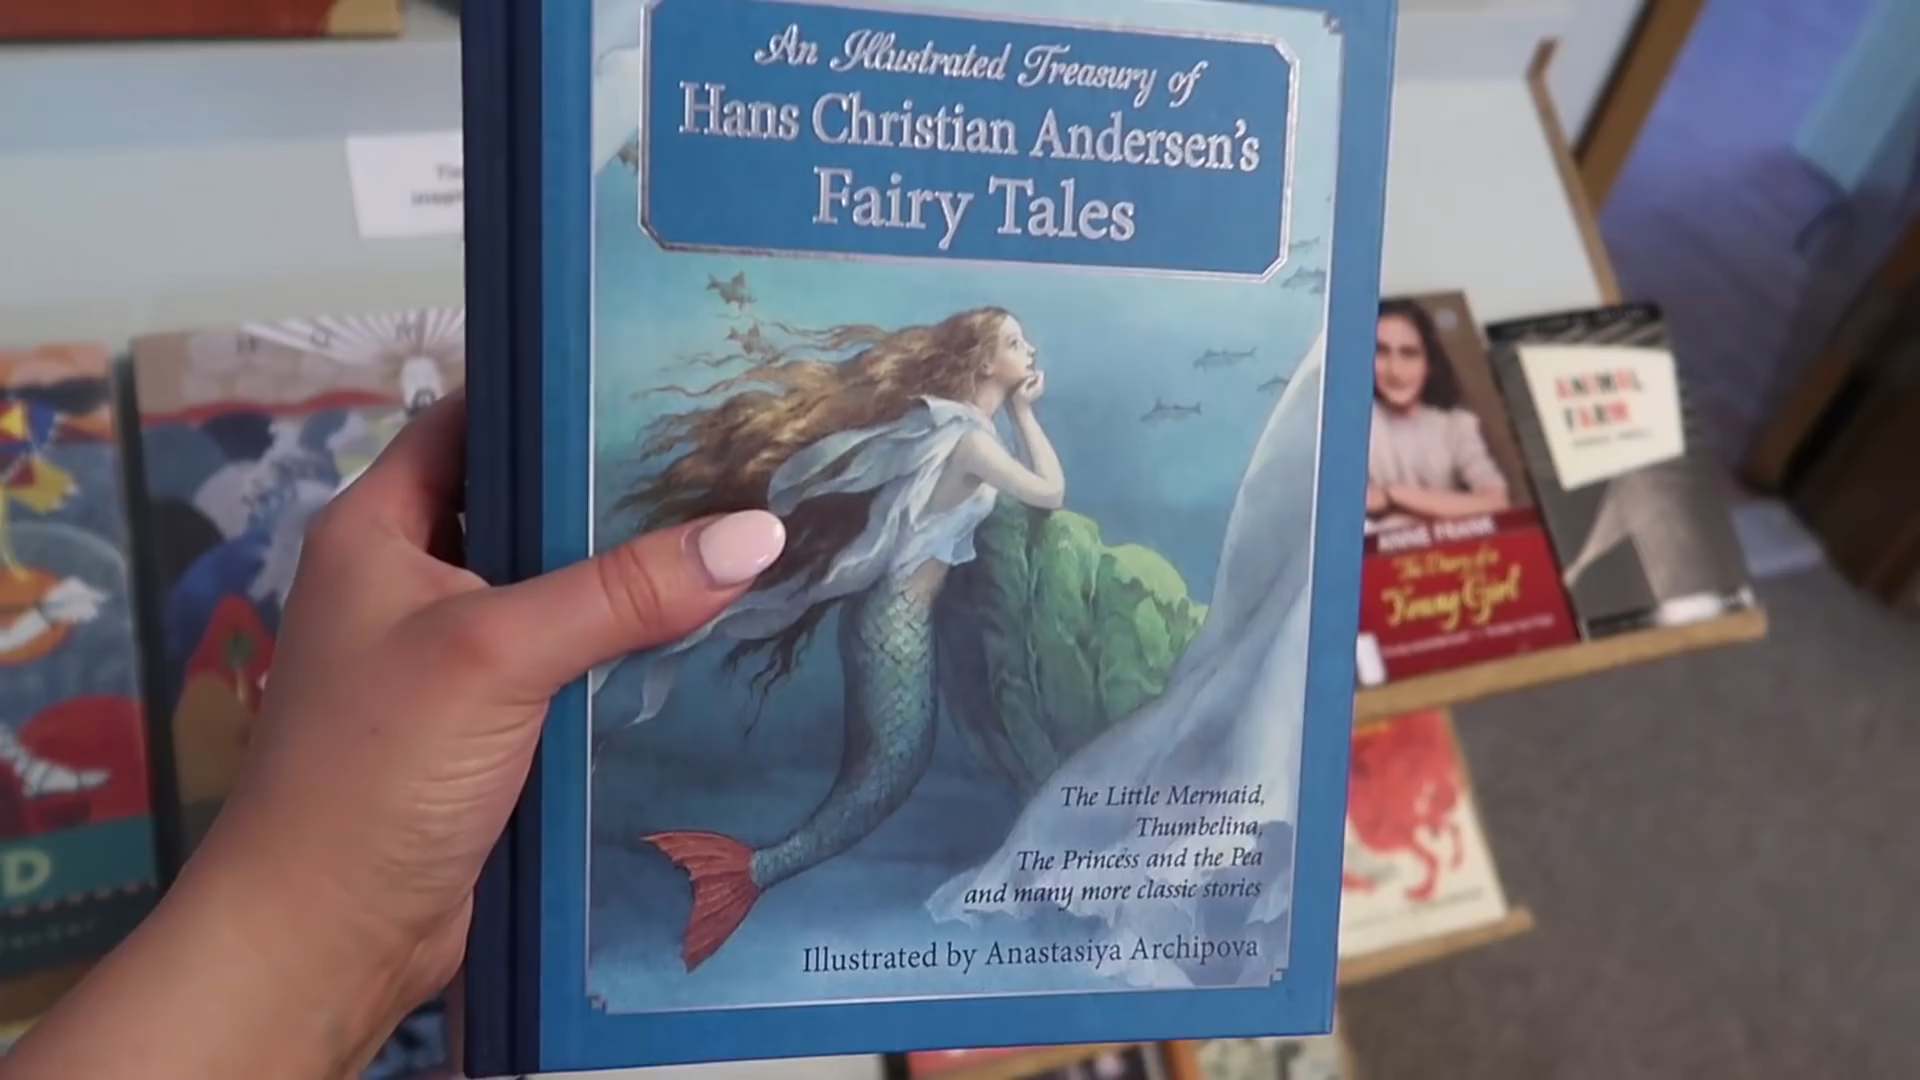 An Illustrated Treasury of
Hans Christian Andersen's
Fairy Tales
The Little Mermaid,
Thumbelina,
The Princess and the Pea
and many more classic stories
Illustrated by Anastasiya Archipova
ANNE FRANK
The Diary of a
Young Girl
ANIMAL
FARM
D